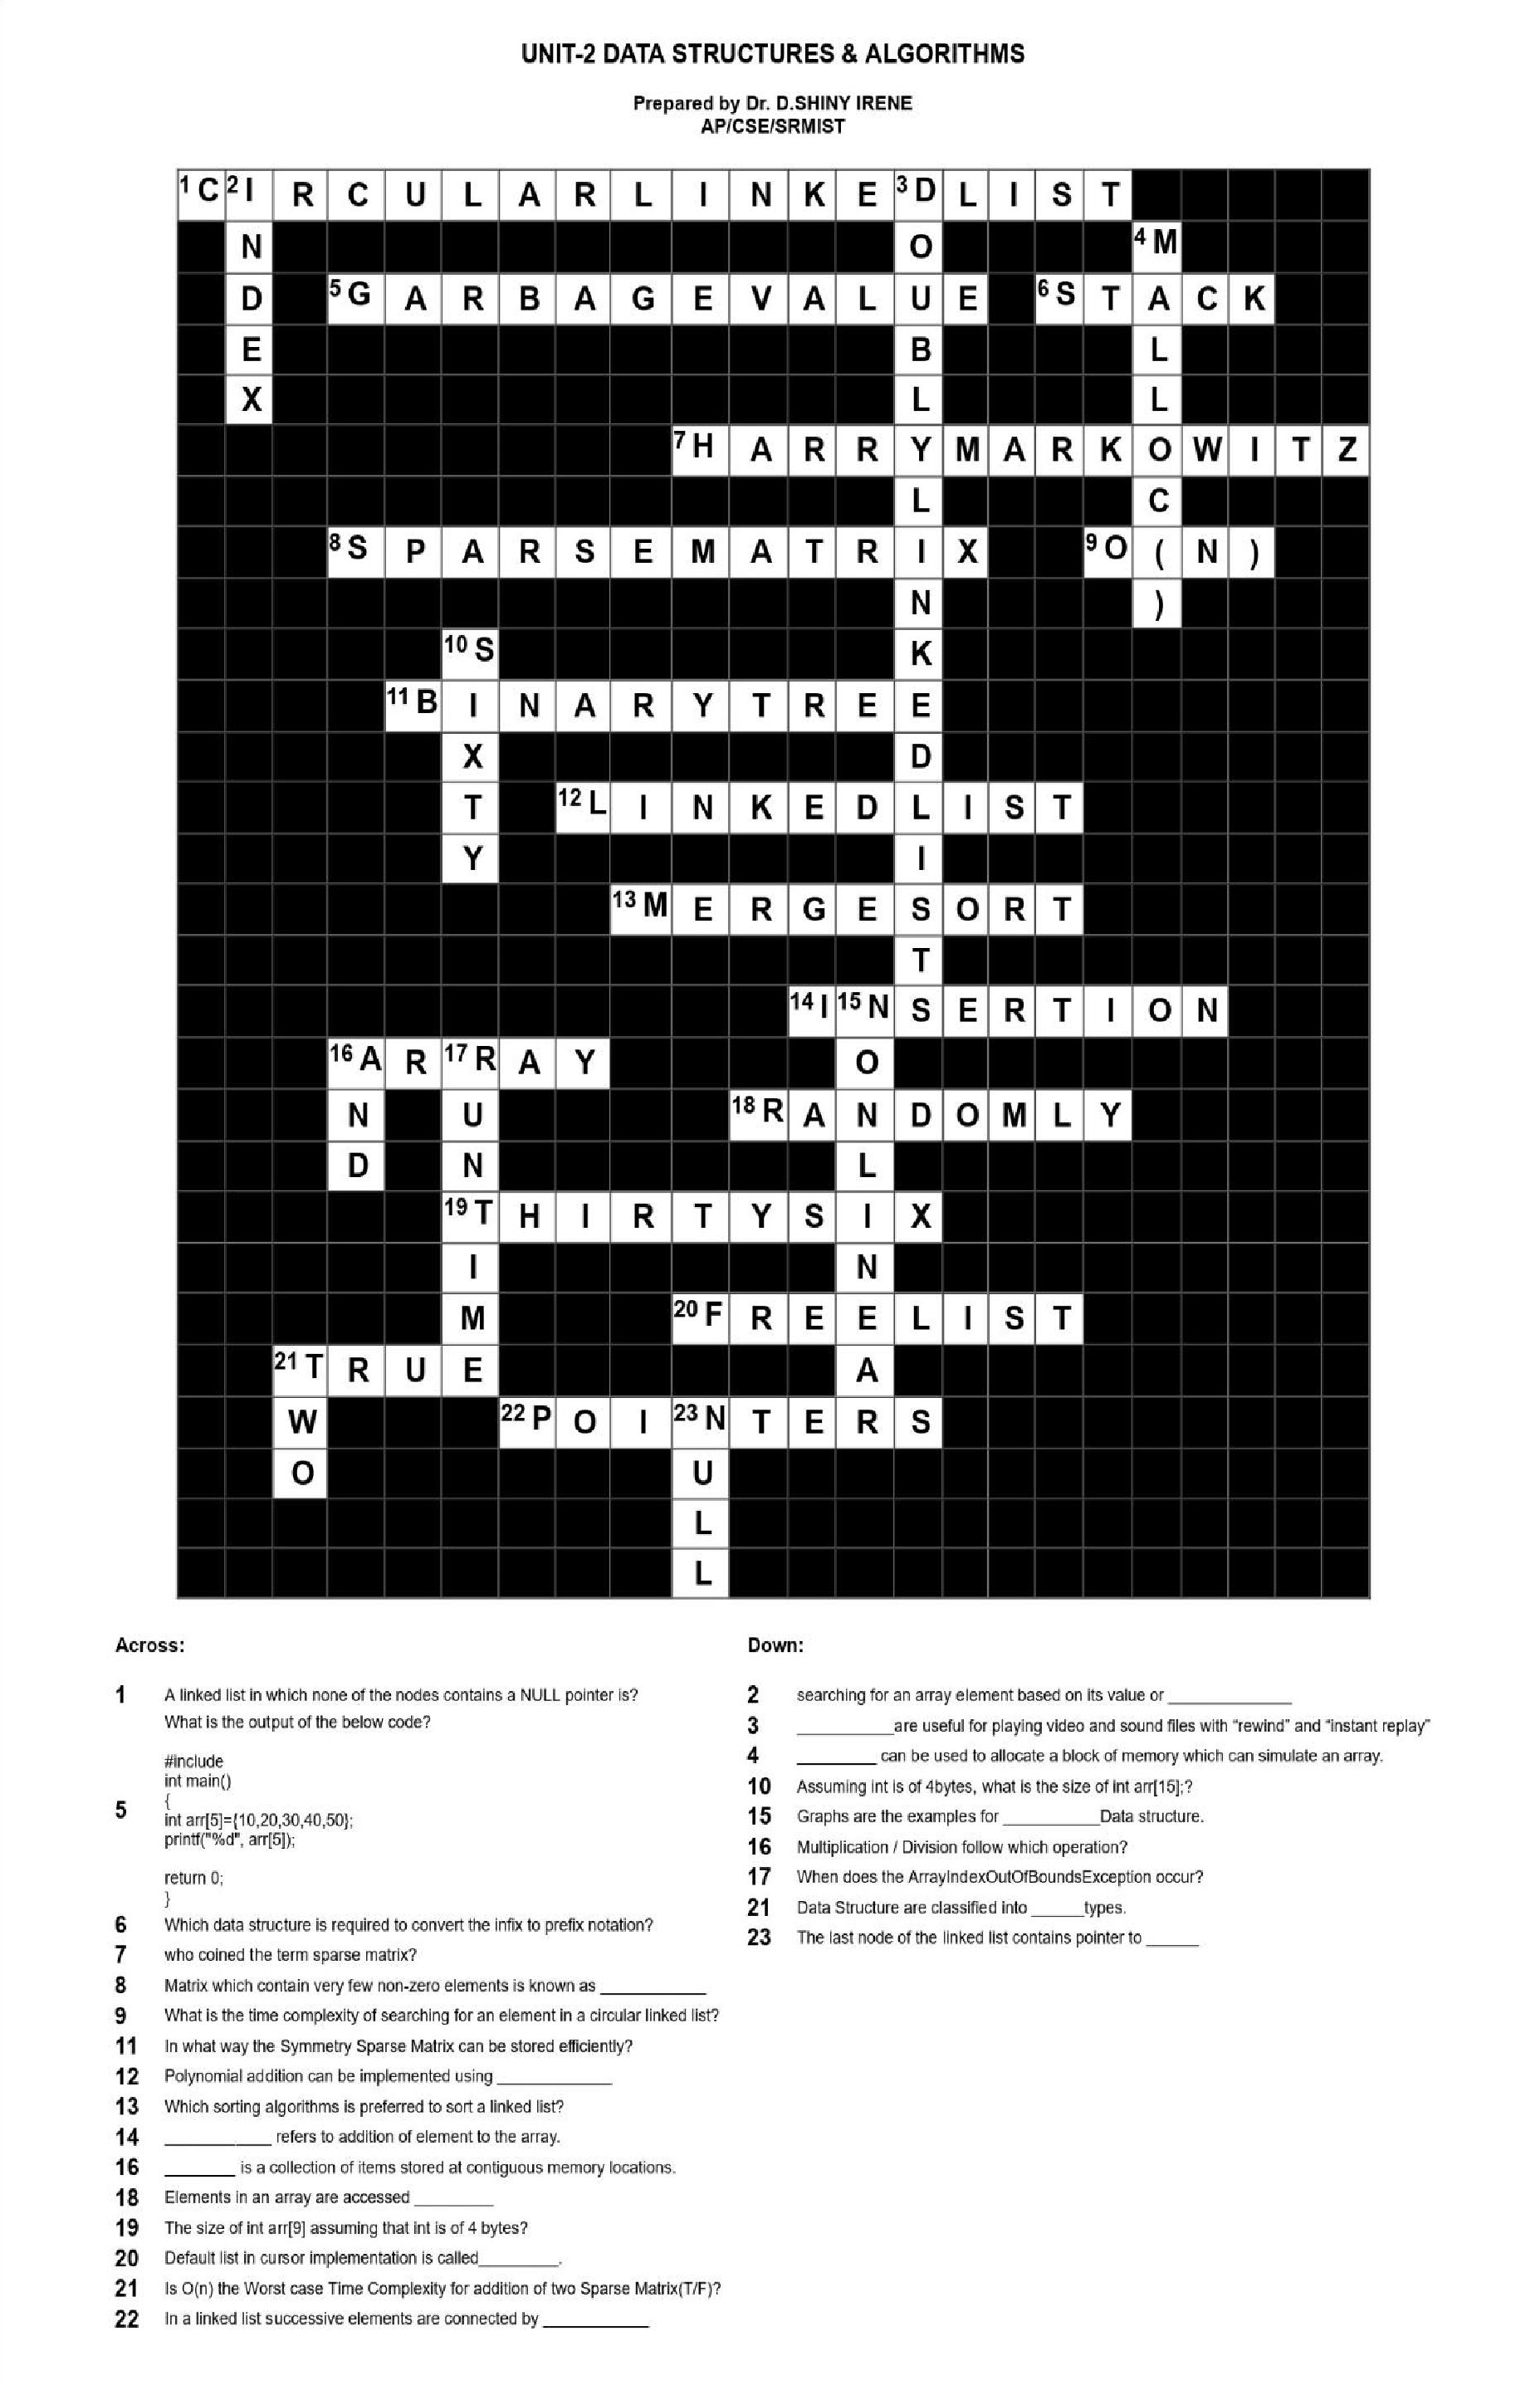 UNIT-2 DATA STRUCTURES & ALGORITHMS
Prepared by Dr. D.SHINY IRENE
AP/CSE/SRMIST
1 C 2 I R C U L A R L I N K E 3 D L I S T
N O 4 M
D 5 G A R B A G E V A L U E 6 S T A C K
E B L
X L L
7 H A R R Y M A R K O W I T Z
L C
8 S P A R S E M A T R I X 9 O ( N )
N )
10 S K
11 B I N A R Y T R E E
X D
T 12 L I N K E D L I S T
Y I
13 M E R G E S O R T
T
14 I 15 N S E R T I O N
16 A R 17 R A Y O
N U 18 R A N D O M L Y
D N L
19 T H I R T Y S I X
I N
M 20 F R E E L I S T
21 T R U E A
W 22 P O I 23 N T E R S
O U
L
L
Across:
1 A linked list in which none of the nodes contains a NULL pointer is?
What is the output of the below code?
#include
int main()
{
5 int arr[5]={10,20,30,40,50};
printf("%d", arr[5]);
return 0;
}
6 Which data structure is required to convert the infix to prefix notation?
7 who coined the term sparse matrix?
8 Matrix which contain very few non-zero elements is known as ____________
9 What is the time complexity of searching for an element in a circular linked list?
11 In what way the Symmetry Sparse Matrix can be stored efficiently?
12 Polynomial addition can be implemented using _____________
13 Which sorting algorithms is preferred to sort a linked list?
14 ____________ refers to addition of element to the array.
16 ________ is a collection of items stored at contiguous memory locations.
18 Elements in an array are accessed _________
19 The size of int arr[9] assuming that int is of 4 bytes?
20 Default list in cursor implementation is called_________.
21 Is O(n) the Worst case Time Complexity for addition of two Sparse Matrix(T/F)?
22 In a linked list successive elements are connected by ____________
Down:
2 searching for an array element based on its value or ______________
3 ___________are useful for playing video and sound files with “rewind” and “instant replay”
4 _________ can be used to allocate a block of memory which can simulate an array.
10 Assuming int is of 4bytes, what is the size of int arr[15];?
15 Graphs are the examples for ___________Data structure.
16 Multiplication / Division follow which operation?
17 When does the ArrayIndexOutOfBoundsException occur?
21 Data Structure are classified into ______types.
23 The last node of the linked list contains pointer to ______